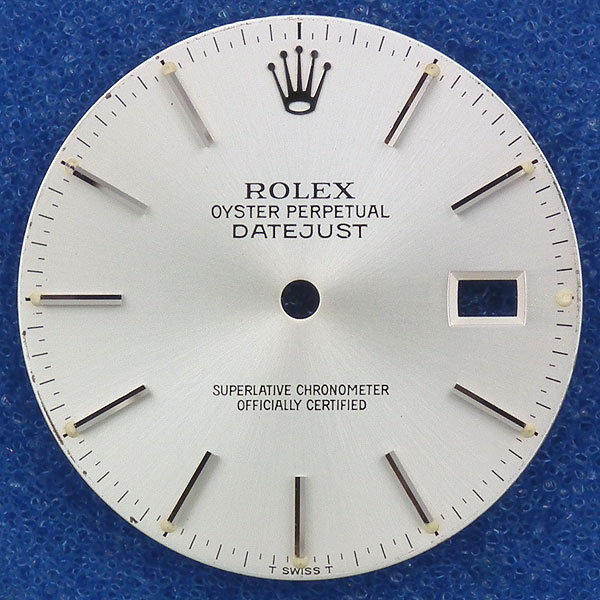 ROLEX
OYSTER PERPETUAL
DATEJUST
SUPERLATIVE CHRONOMETER
OFFICIALLY CERTIFIED
T SWISS T